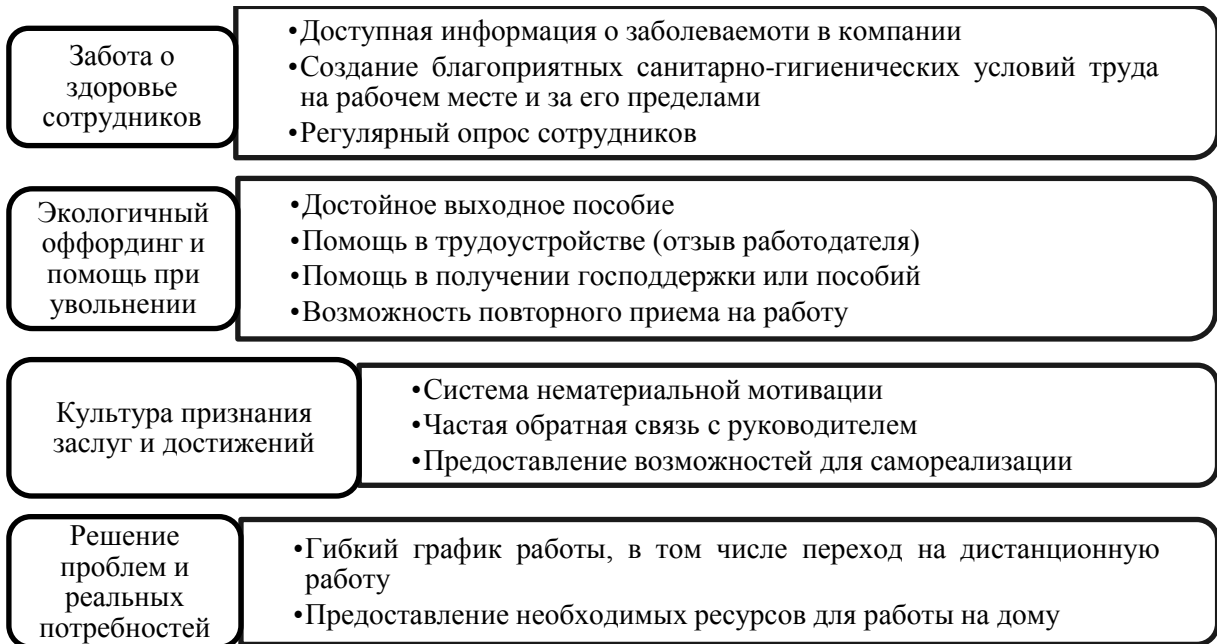 Забота о
здоровье
сотрудников
•Доступная информация о заболеваемоти в компании
•Создание благоприятных санитарно-гигиенических условий труда
на рабочем месте и за его пределами
•Регулярный опрос сотрудников
Экологичный
оффординг и
помощь при
увольнении
•Достойное выходное пособие
•Помощь в трудоустройстве (отзыв работодателя)
•Помощь в получении господдержки или пособий
•Возможность повторного приема на работу
Культура признания
заслуг и достижений
•Система нематериальной мотивации
•Частая обратная связь с руководителем
•Предоставление возможностей для самореализации
Решение
проблем и
реальных
потребностей
•Гибкий график работы, в том числе переход на дистанционную
работу
•Предоставление необходимых ресурсов для работы на дому